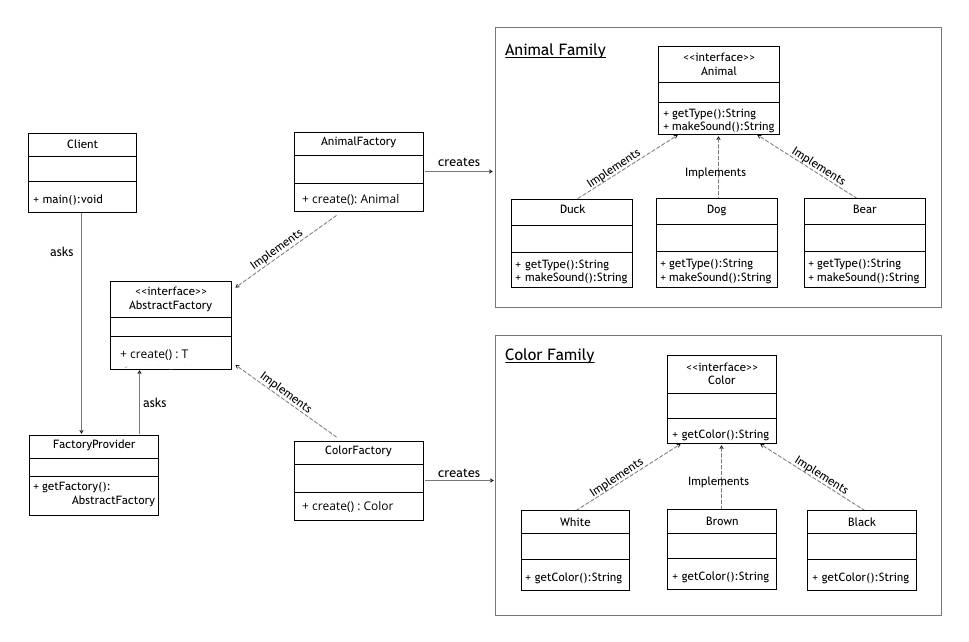 Animal Family
<<interface>>
Animal
+ getType():String
+ makeSound():String
Client
+ main():void
AnimalFactory
+ create(): Animal
creates
Implements
Implements
Implements
Duck
+ getType():String
+ makeSound():String
Dog
+ getType():String
+ makeSound():String
Bear
+ getType():String
+ makeSound():String
asks
Implements
<<interface>>
AbstractFactory
+ create() : T
asks
Implements
FactoryProvider
+ getFactory():
AbstractFactory
ColorFactory
+ create() : Color
creates
Color Family
<<interface>>
Color
+ getColor():String
Implements
Implements
Implements
White
+ getColor():String
Brown
+ getColor():String
Black
+ getColor():String